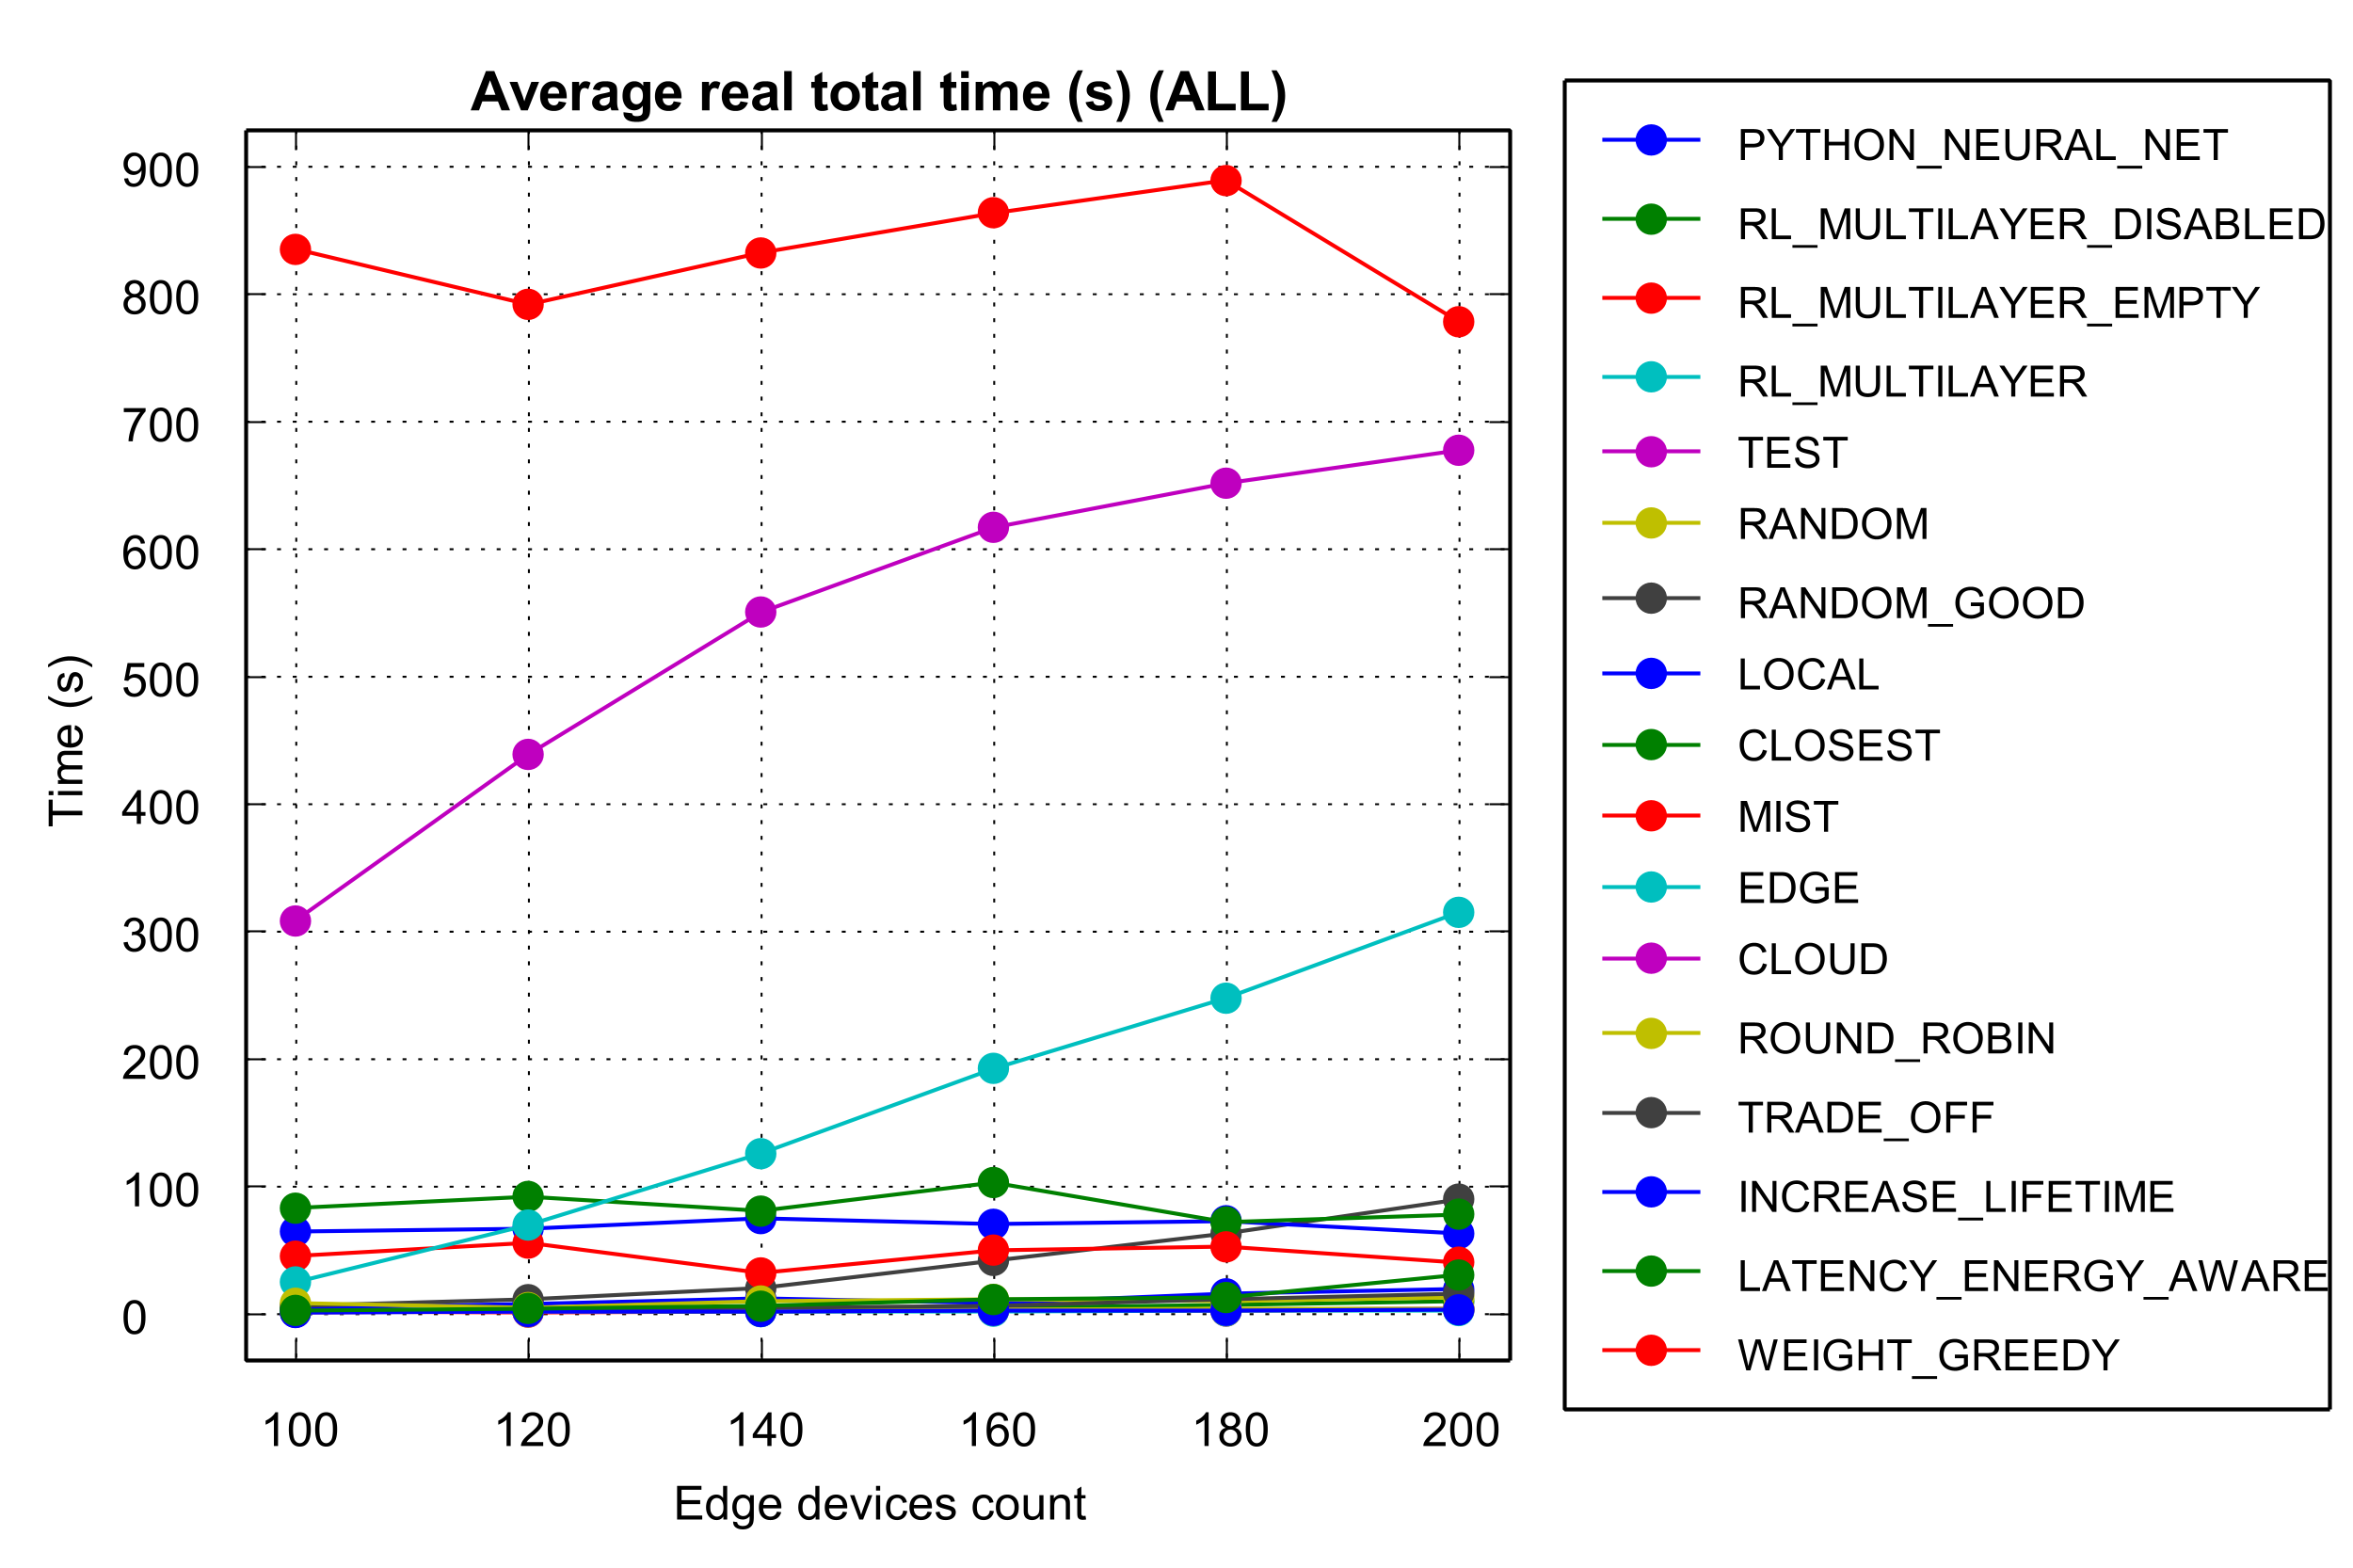 Average real total time (s) (ALL)
900
800
700
600
500
400
300
200
100
0
Time (s)
100 120 140 160 180 200
Edge devices count
PYTHON_NEURAL_NET
RL_MULTILAYER_DISABLED
RL_MULTILAYER_EMPTY
RL_MULTILAYER
TEST
RANDOM
RANDOM_GOOD
LOCAL
CLOSEST
MIST
EDGE
CLOUD
ROUND_ROBIN
TRADE_OFF
INCREASE_LIFETIME
LATENCY_ENERGY_AWARE
WEIGHT_GREEDY